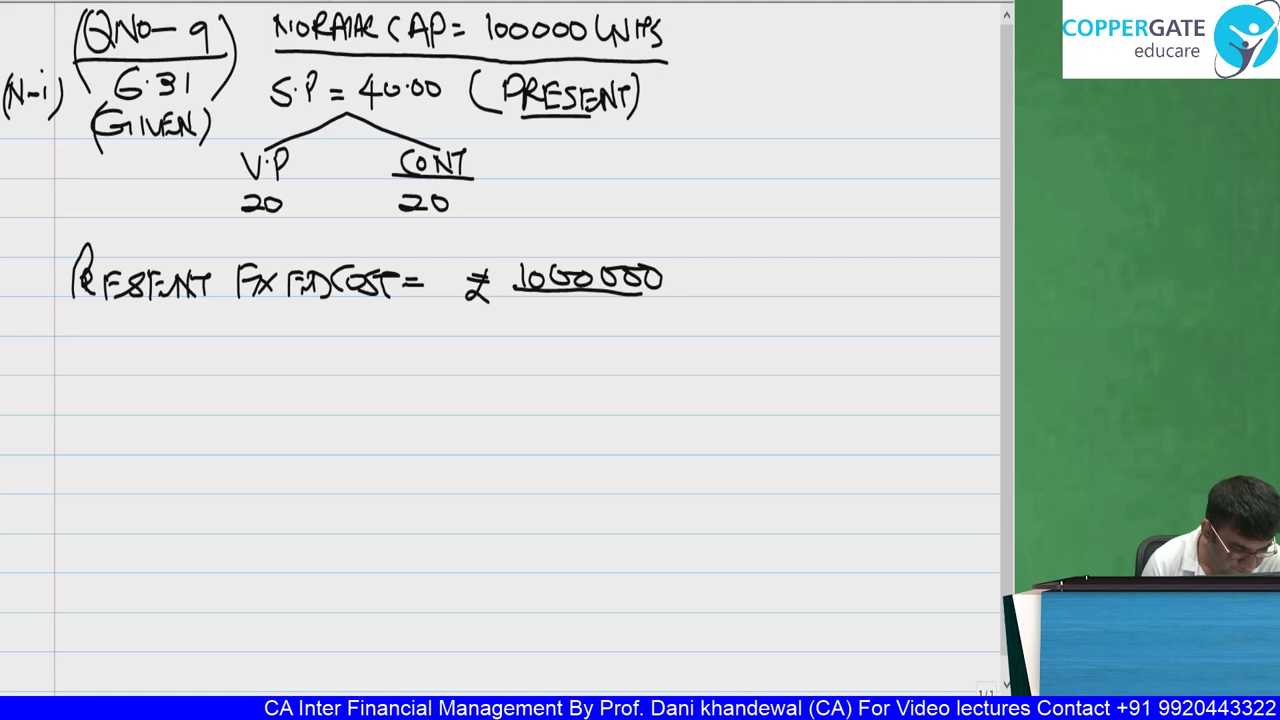 (QNO-9)
6.31
(N-i)
(GIVEN)
NORMAL CAP = 100000 UNITS
S.P = 40.00 (PRESENT)
V.P CONT
20 20
PRESENT FIXED COST = ₹ 1000000
COPPERGATE
educare
1/1
CA Inter Financial Management By Prof. Dani khandewal (CA) For Video lectures Contact +91 9920443322